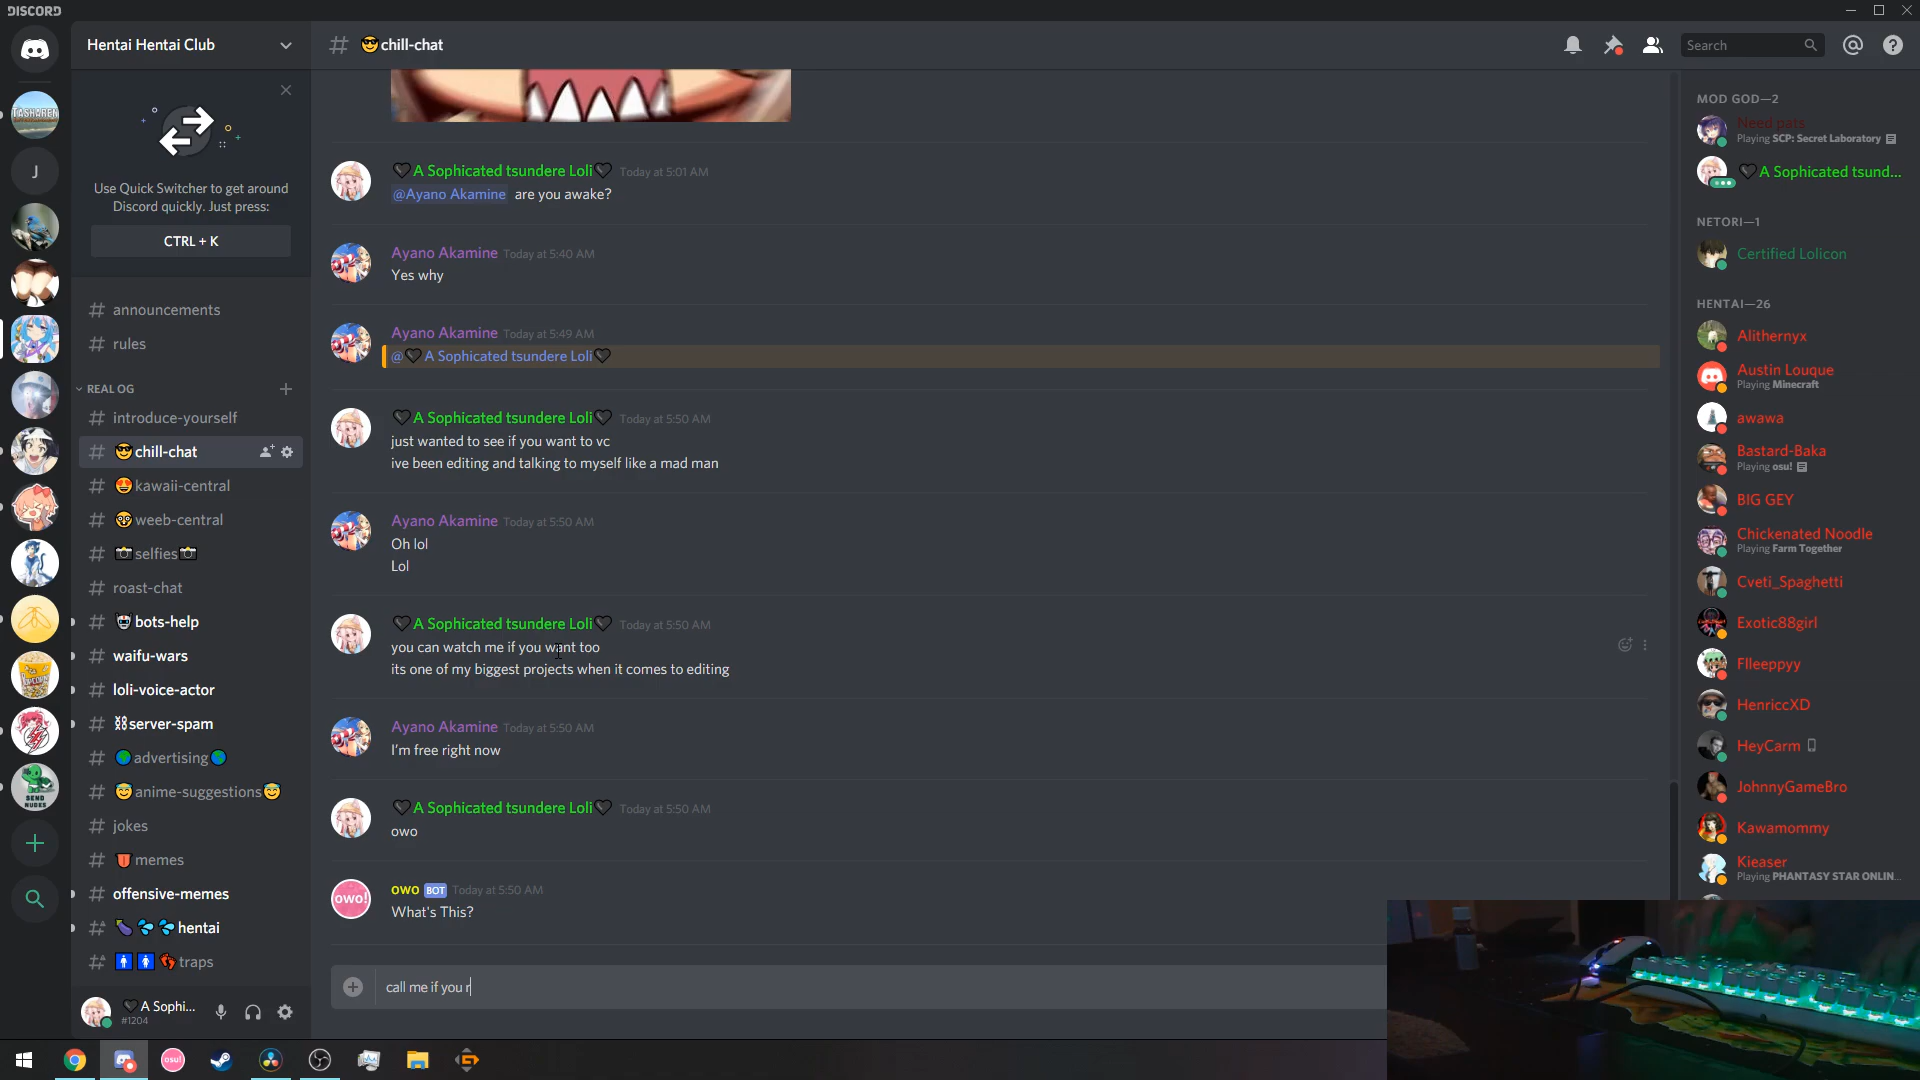 DISCORD
Hentai Hentai Club
Use Quick Switcher to get around
Discord quickly. Just press:
CTRL + K
# announcements
# rules
REAL OG
# introduce-yourself
# 😎chill-chat
# 😍kawaii-central
# 🤓weeb-central
# 📷selfies📷
# roast-chat
# bots-help
# waifu-wars
# loli-voice-actor
# ⛓server-spam
# 🌍advertising🌎
# 😇anime-suggestions😇
# jokes
# 👅memes
# offensive-memes
# 🍆💦💦hentai
# 🚹🚺👣traps
🖤A Sophi...
#1204
J
TASHAREN
POPCORN
SEND
NUDES
# 😎chill-chat
Search
🖤A Sophicated tsundere Loli🖤 Today at 5:01 AM
@Ayano Akamine are you awake?
Ayano Akamine Today at 5:40 AM
Yes why
Ayano Akamine Today at 5:49 AM
@🖤A Sophicated tsundere Loli🖤
🖤A Sophicated tsundere Loli🖤 Today at 5:50 AM
just wanted to see if you want to vc
ive been editing and talking to myself like a mad man
Ayano Akamine Today at 5:50 AM
Oh lol
Lol
🖤A Sophicated tsundere Loli🖤 Today at 5:50 AM
you can watch me if you want too
its one of my biggest projects when it comes to editing
Ayano Akamine Today at 5:50 AM
I'm free right now
🖤A Sophicated tsundere Loli🖤 Today at 5:50 AM
owo
owo!
owo BOT Today at 5:50 AM
What's This?
call me if you r
MOD GOD—2
Need pats
Playing SCP: Secret Laboratory
🖤A Sophicated tsund...
NETORI—1
Certified Lolicon
HENTAI—26
Alithernyx
Austin Louque
Playing Minecraft
awawa
Bastard-Baka
Playing osu!
BIG GEY
Chickenated Noodle
Playing Farm Together
Cveti_Spaghetti
Exotic88girl
Flleeppyy
HenriccXD
HeyCarm
JohnnyGameBro
Kawamommy
Kieaser
Playing PHANTASY STAR ONLIN...
osu!